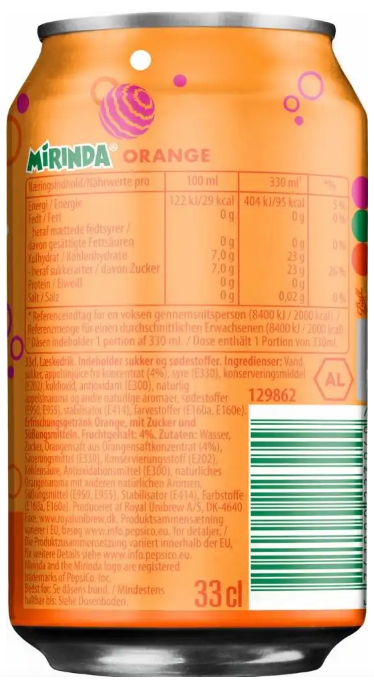 MiRINDA® ORANGE
Næringsindhold/Nährwerte pro 100 ml 330 ml¹ *%
Energi / Energie 122 kJ/29 kcal 404 kJ/95 kcal 5%
Fedt / Fett 0 g 0 g 0%
heraf mættede fedtsyrer /
davon gesättigte Fettsäuren 0 g 0 g 0%
Kulhydrat / Kohlenhydrate 7,0 g 23 g
-heraf sukkerarter / davon Zucker 7,0 g 23 g 26%
Protein / Eiweiß 0 g 0 g 0%
Salt / Salz 0 g 0,02 g 0%
* Referenceindtag for en voksen gennemsnitsperson (8400 kJ / 2000 kcal) /
Referenzmenge für einen durchschnittlichen Erwachsenen (8400 kJ / 2000 kcal)
¹ Dåsen indeholder 1 portion af 330 ml. / Dose enthält 1 Portion von 330ml.
33cl. Læskedrik. Indeholder sukker og sødestoffer. Ingredienser: Vand,
sukker, appelsinjuice fra koncentrat (4%), syre (E330), konserveringsmiddel
(E202), kuldioxid, antioxidant (E300), naturlig
appelsinaroma og andre naturlige aromaer, sødestoffer
(E950, E955), stabilisator (E414), farvestoffer (E160a, E160e).
129862
AL
Erfrischungsgetränk Orange, mit Zucker und
Süßungsmitteln. Fruchtgehalt: 4%. Zutaten: Wasser,
Zucker, Orangensaft aus Orangensaftkonzentrat (4%),
Säuerungsmittel (E330), Konservierungsstoff (E202),
Kohlensäure, Antioxidationsmittel (E300), natürliches
Orangenaroma mit anderen natürlichen Aromen,
Süßungsmittel (E950, E955), Stabilisator (E414), Farbstoffe
(E160a, E160e). Produceret af Royal Unibrew A/S, DK-4640
www.royalunibrew.dk. Produktsammensætning
varierer i EU, besøg www.info.pepsico.eu. for detaljer. /
Die Produktzusammensetzung variiert innerhalb der EU,
für weitere Details siehe www.info.pepsico.eu.
Mirinda and the Mirinda logo are registered
trademarks of PepsiCo, Inc.
Bedst før: Se dåsens bund. / Mindestens
haltbar bis: Siehe Dosenboden.
33 cl